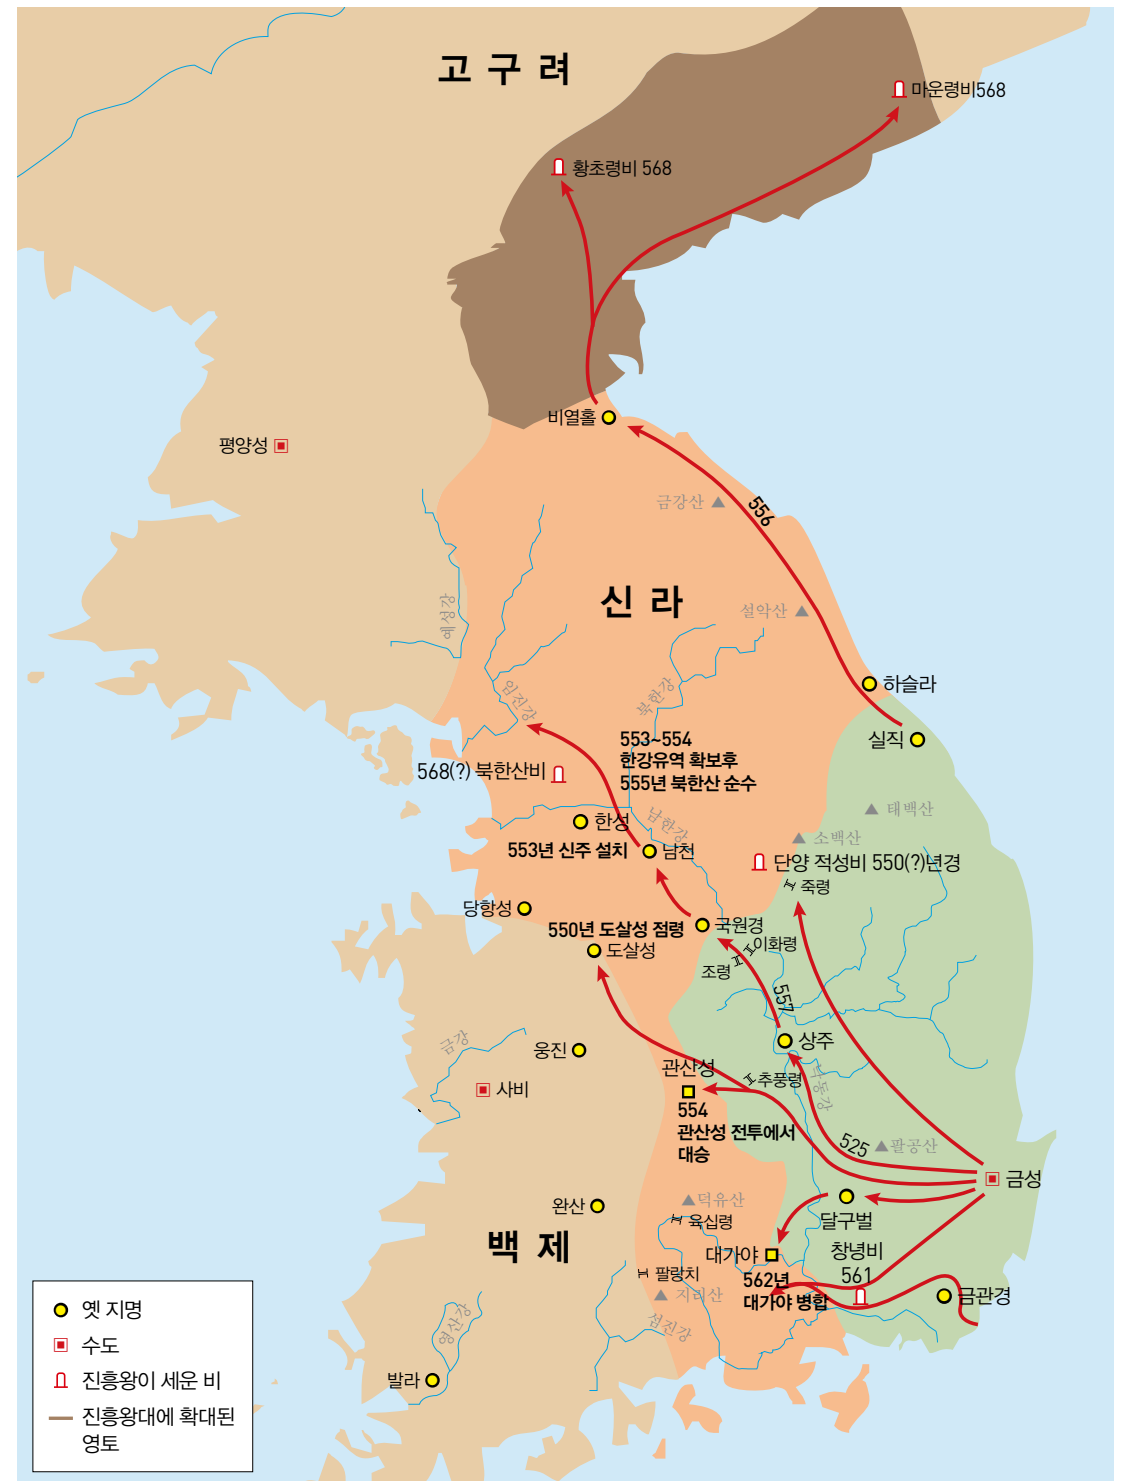 고구려
마운령비568
황초령비 568
비열홀
평양성
금강산
556
신라
설악산
예성강
임진강
북한강
하슬라
실직
553~554
한강유역 확보후
555년 북한산 순수
568(?) 북한산비
태백산
한성
남한강
소백산
553년 신주 설치
남천
단양 적성비 550(?)년경
죽령
당항성
국원경
550년 도살성 점령
도살성
이화령
조령
557
상주
금강
웅진
관산성
추풍령
낙동강
사비
554
관산성 전투에서
대승
525
팔공산
금성
덕유산
완산
육십령
달구벌
백제
대가야
창녕비
561
팔랑치
562년
대가야 병합
지리산
금관경
섬진강
영산강
발라
옛 지명
수도
진흥왕이 세운 비
진흥왕대에 확대된
영토